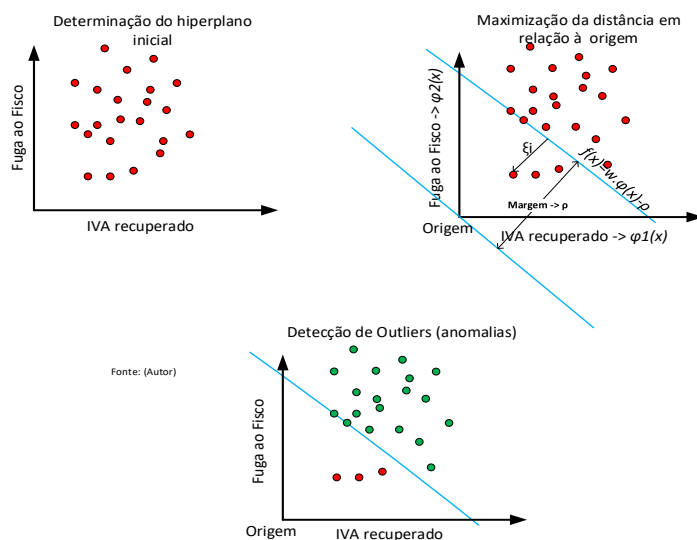 Determinação do hiperplano
inicial
Fuga ao Fisco
IVA recuperado
Maximização da distância em
relação à origem
Fuga ao Fisco -> φ2(x)
ξi
f(x)=w.φ(x)-ρ
Margem -> ρ
Origem
IVA recuperado -> φ1(x)
Detecção de Outliers (anomalias)
Fonte: (Autor)
Fuga ao Fisco
Origem
IVA recuperado